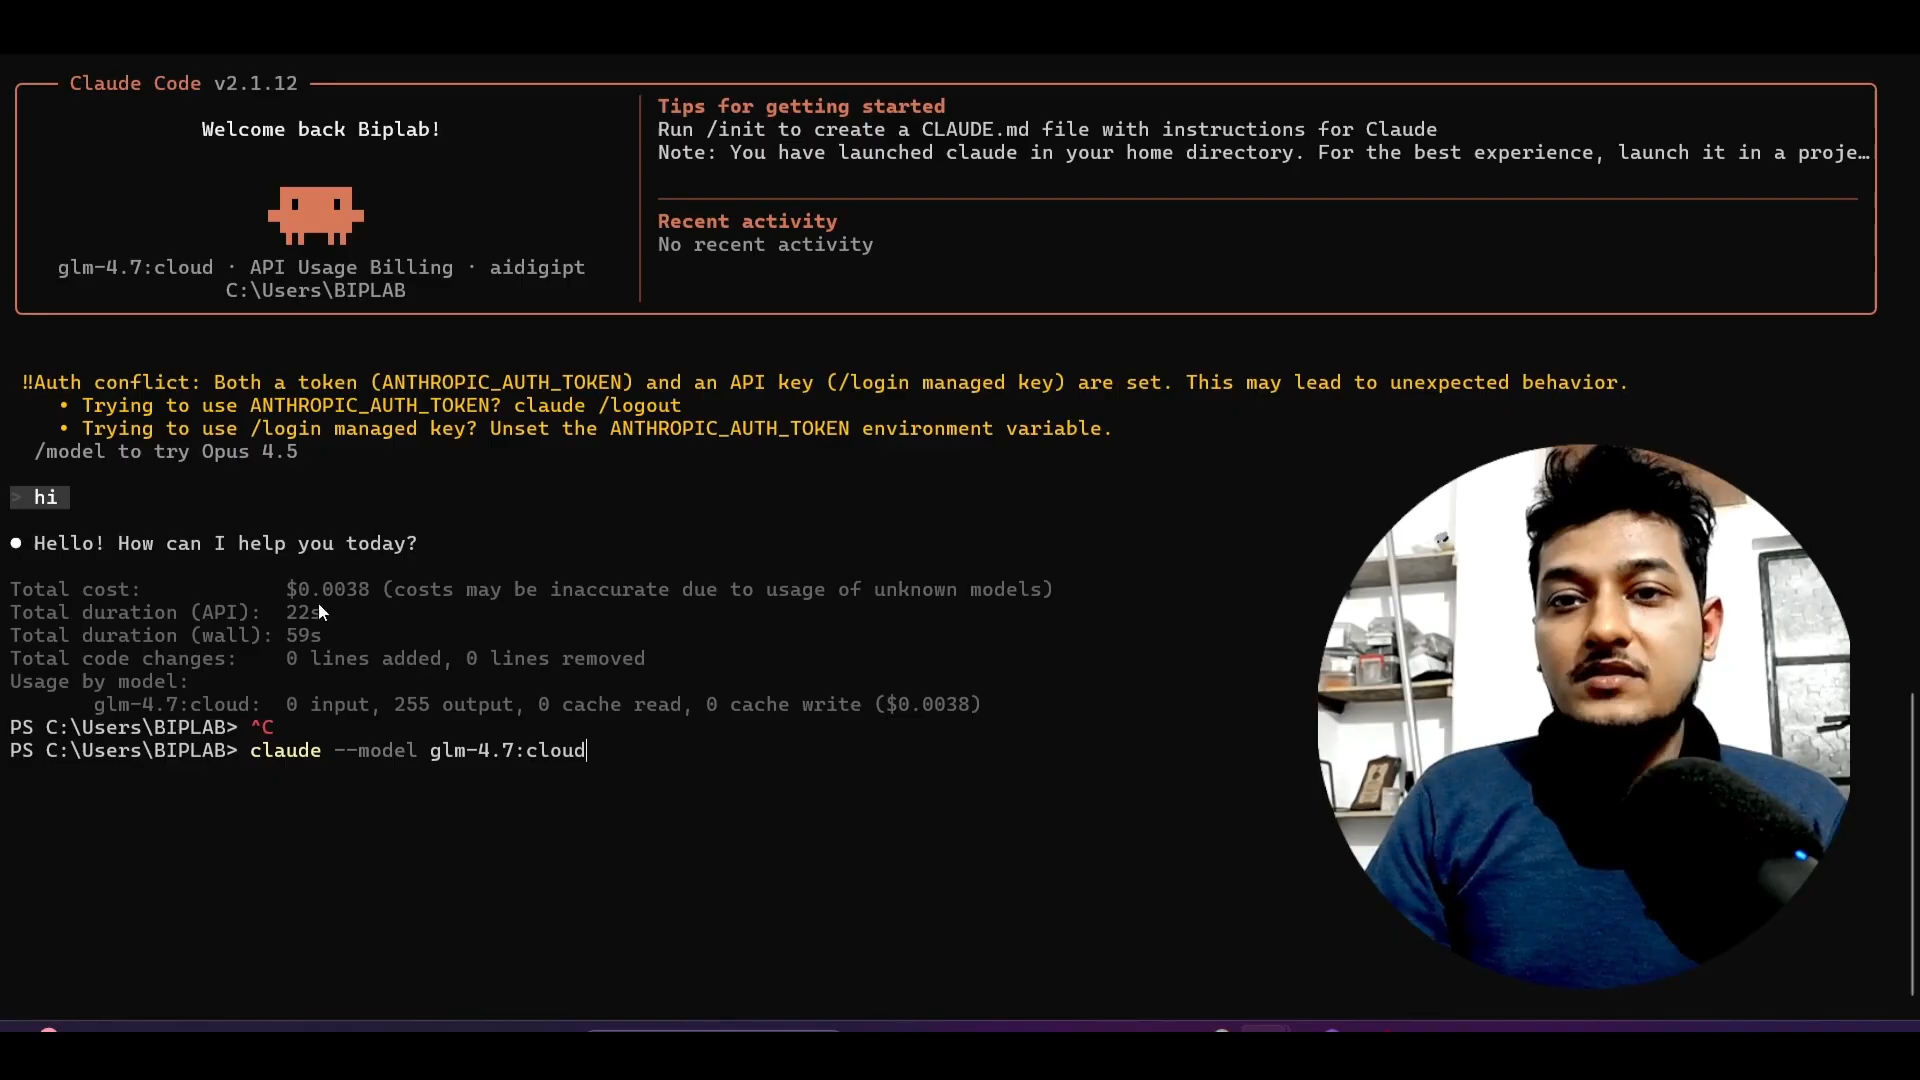 Claude Code v2.1.12
Welcome back Biplab!
glm-4.7:cloud · API Usage Billing · aidigipt
C:\Users\BIPLAB
Tips for getting started
Run /init to create a CLAUDE.md file with instructions for Claude
Note: You have launched claude in your home directory. For the best experience, launch it in a proje…
Recent activity
No recent activity
‼Auth conflict: Both a token (ANTHROPIC_AUTH_TOKEN) and an API key (/login managed key) are set. This may lead to unexpected behavior.
• Trying to use ANTHROPIC_AUTH_TOKEN? claude /logout
• Trying to use /login managed key? Unset the ANTHROPIC_AUTH_TOKEN environment variable.
/model to try Opus 4.5
> hi
● Hello! How can I help you today?
Total cost: $0.0038 (costs may be inaccurate due to usage of unknown models)
Total duration (API): 22s
Total duration (wall): 59s
Total code changes: 0 lines added, 0 lines removed
Usage by model:
glm-4.7:cloud: 0 input, 255 output, 0 cache read, 0 cache write ($0.0038)
PS C:\Users\BIPLAB> ^C
PS C:\Users\BIPLAB> claude --model glm-4.7:cloud